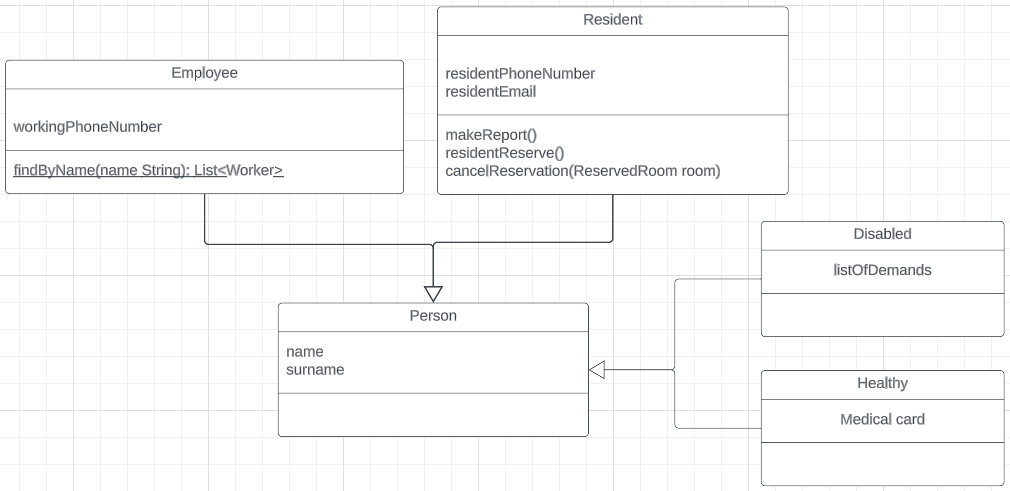 Resident
residentPhoneNumber
residentEmail
makeReport()
residentReserve()
cancelReservation(ReservedRoom room)
Employee
workingPhoneNumber
findByName(name String): List<Worker>
Disabled
listOfDemands
Person
name
surname
Healthy
Medical card